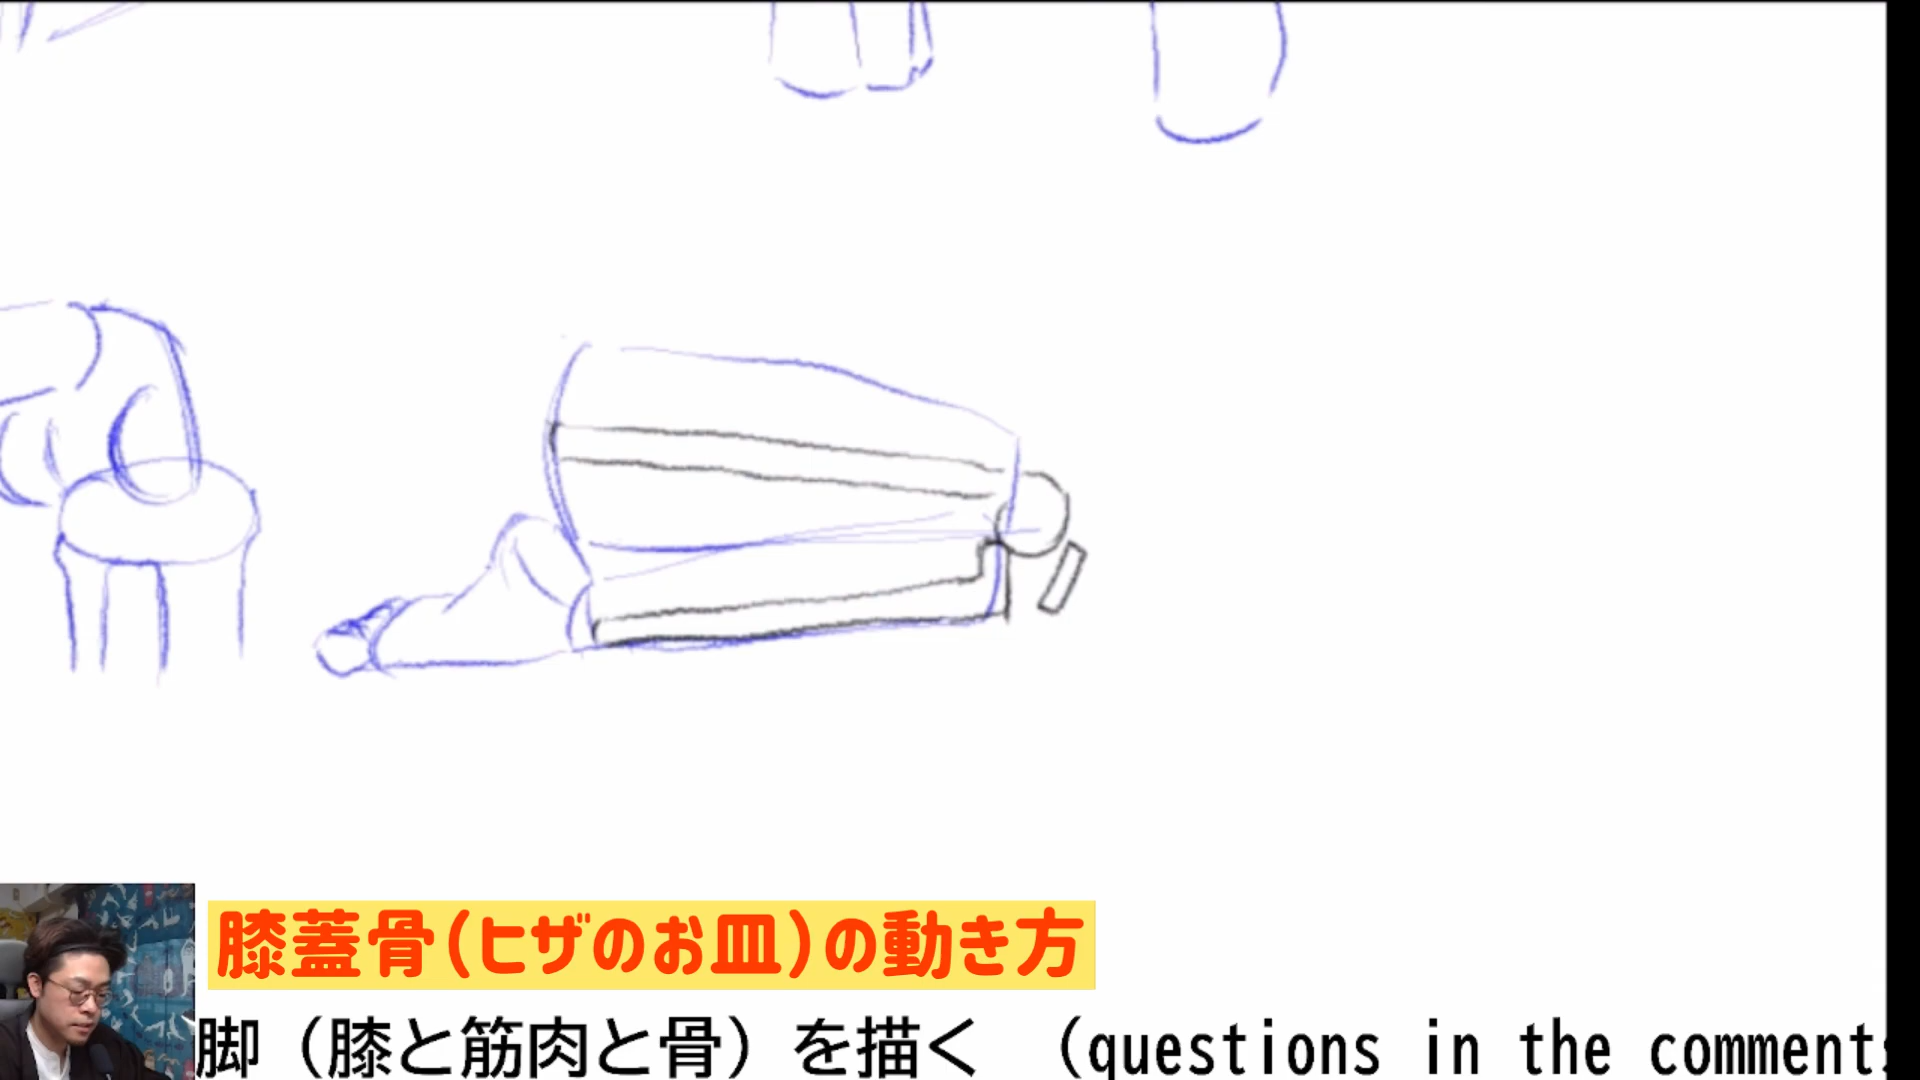 膝蓋骨(ヒザのお皿)の動き方
脚（膝と筋肉と骨）を描く （questions in the comments